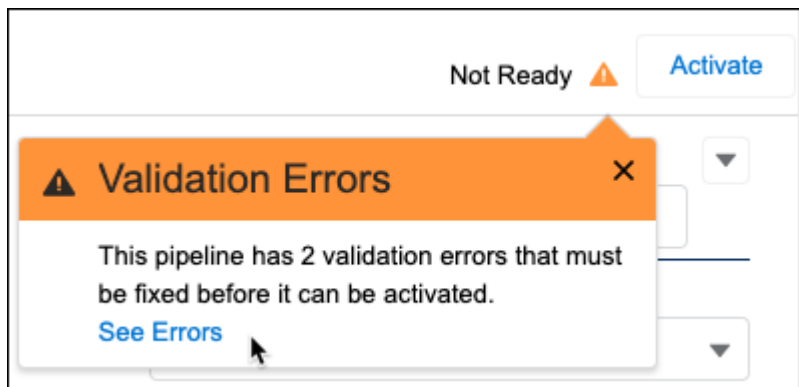 Not Ready
Activate
Validation Errors
This pipeline has 2 validation errors that must
be fixed before it can be activated.
See Errors